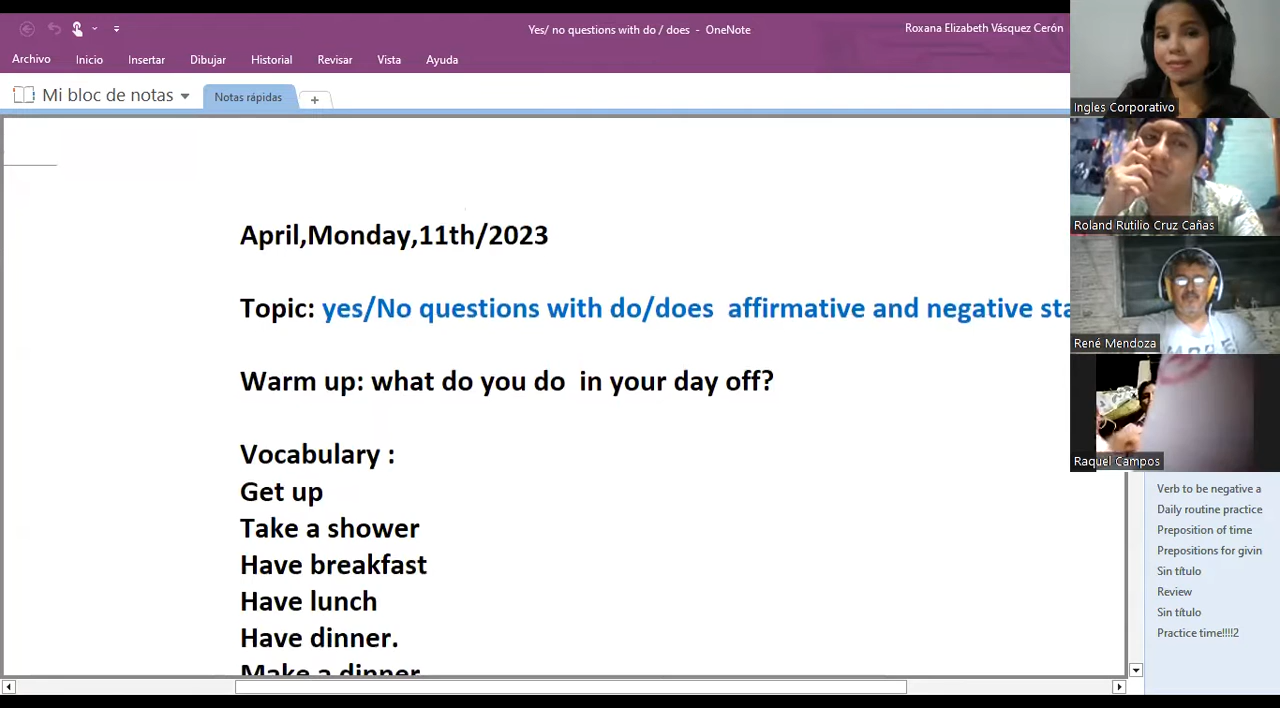 Yes/ no questions with do / does - OneNote
Roxana Elizabeth Vásquez Cerón
Archivo Inicio Insertar Dibujar Historial Revisar Vista Ayuda
Mi bloc de notas Notas rápidas
April,Monday,11th/2023
Topic: yes/No questions with do/does affirmative and negative sta
Warm up: what do you do in your day off?
Vocabulary :
Get up
Take a shower
Have breakfast
Have lunch
Have dinner.
Make a dinner
Ingles Corporativo
Roland Rutilio Cruz Cañas
René Mendoza
Raquel Campos
Verb to be negative a
Daily routine practice
Preposition of time
Prepositions for givin
Sin título
Review
Sin título
Practice time!!!!2